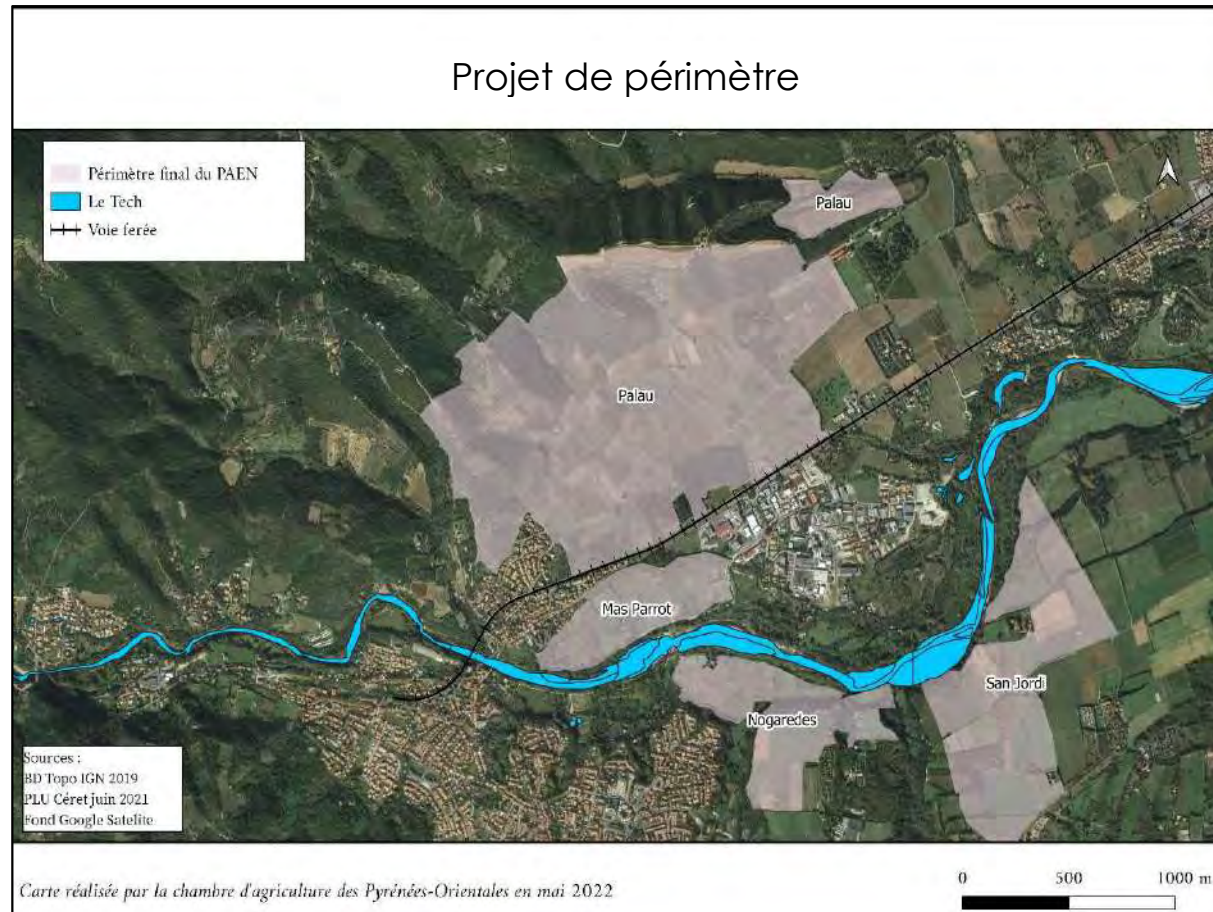 Projet de périmètre
Périmètre final du PAEN
Le Tech
Voie ferée
Palau
Palau
Mas Parrot
San Jordi
Nogaredes
Sources :
BD Topo IGN 2019
PLU Céret juin 2021
Fond Google Satelite
Carte réalisée par la chambre d'agriculture des Pyrénées-Orientales en mai 2022
0 500 1000 m